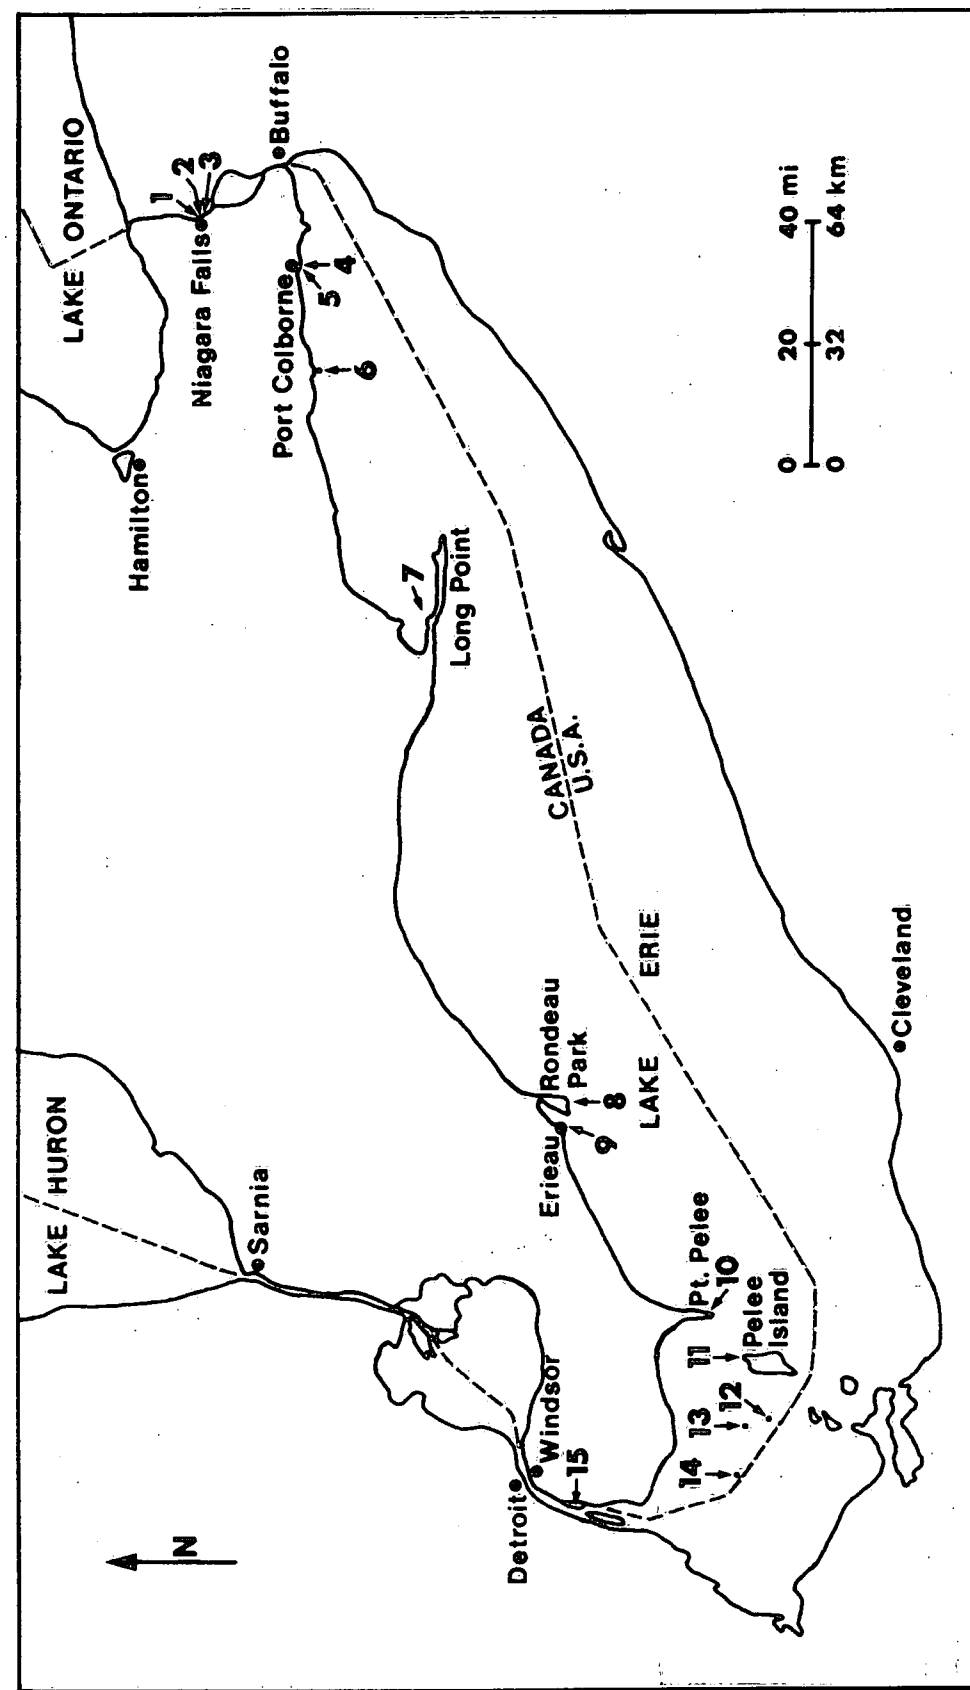 LAKE HURON
LAKE ONTARIO
Hamilton
1
2
3
Niagara Falls
Sarnia
Buffalo
Port Colborne
4
5
6
7
Long Point
Detroit
Windsor
15
Erieau
Rondeau
Park
9
8
CANADA
U.S.A.
LAKE ERIE
Pt. Pelee
10
11
Pelee
Island
14
13
12
Cleveland
N
0 20 40 mi
0 32 64 km